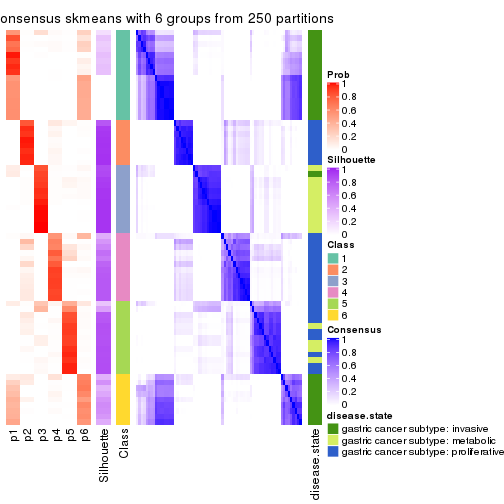 onsensus skmeans with 6 groups from 250 partitions
Prob
1
0.8
0.6
0.4
0.2
0
Silhouette
1
0.8
0.6
0.4
0.2
0
Class
1
2
3
4
5
6
Consensus
1
0.8
0.6
0.4
0.2
0
disease.state
gastric cancer subtype: invasive
gastric cancer subtype: metabolic
gastric cancer subtype: proliferative
p1
p2
p3
p4
p5
p6
Silhouette
Class
disease.state